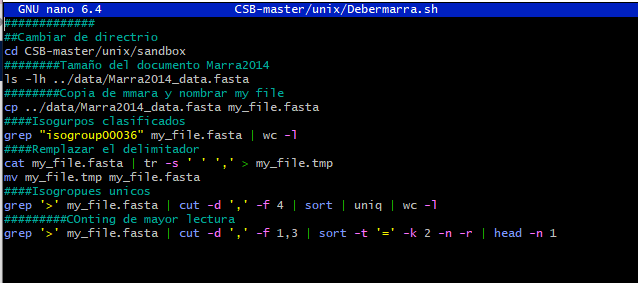 GNU nano 6.4 CSB-master/unix/Debermarra.sh
#############
##Cambiar de directrio
cd CSB-master/unix/sandbox
########Tamaño del documento Marra2014
ls -lh ../data/Marra2014_data.fasta
########Copia de mmara y nombrar my file
cp ../data/Marra2014_data.fasta my_file.fasta
####Isogurpos clasificados
grep "isogroup00036" my_file.fasta | wc -l
####Remplazar el delimitador
cat my_file.fasta | tr -s ' ' ',' > my_file.tmp
mv my_file.tmp my_file.fasta
####Isogropues unicos
grep '>' my_file.fasta | cut -d ',' -f 4 | sort | uniq | wc -l
#########COnting de mayor lectura
grep '>' my_file.fasta | cut -d ',' -f 1,3 | sort -t '=' -k 2 -n -r | head -n 1